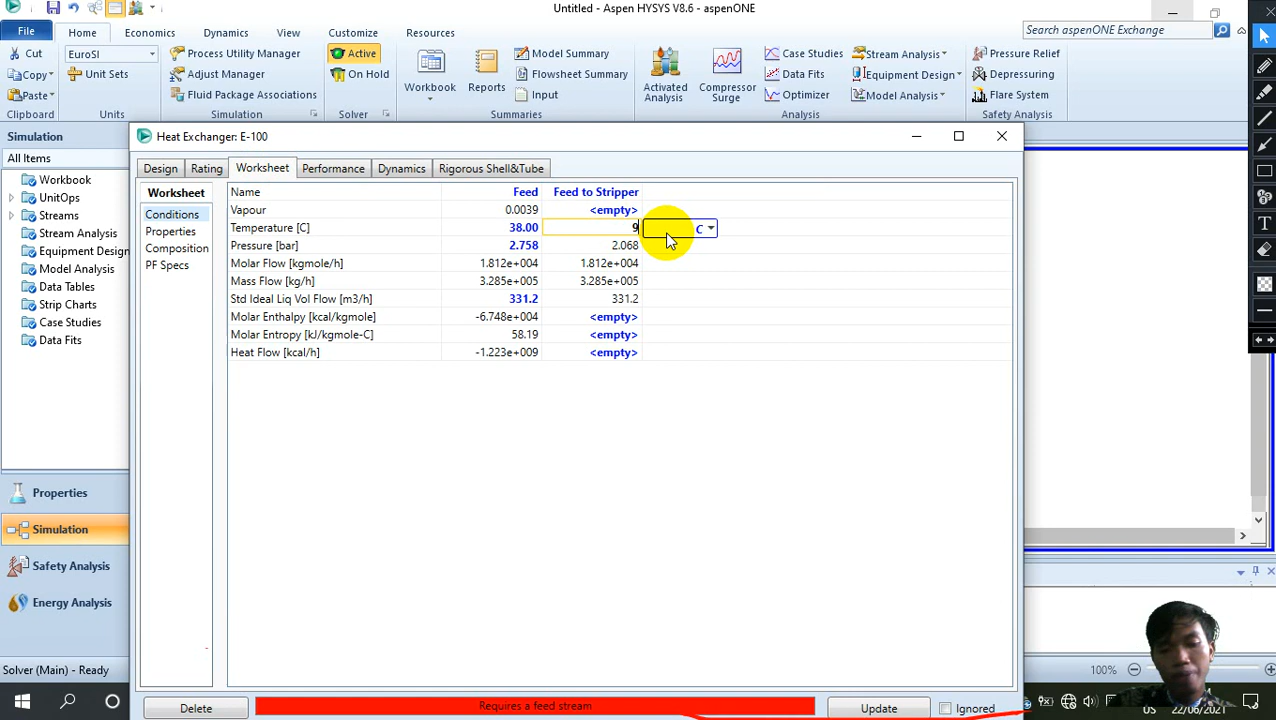 Untitled - Aspen HYSYS V8.6 - aspenONE
File Home Economics Dynamics View Customize Resources
Search aspenONE Exchange
Cut
Copy
Paste
Clipboard
EuroSI
Unit Sets
Units
Process Utility Manager
Adjust Manager
Fluid Package Associations
Simulation
Active
On Hold
Solver
Workbook
Reports
Model Summary
Flowsheet Summary
Input
Summaries
Activated Analysis
Compressor Surge
Case Studies
Data Fits
Optimizer
Analysis
Stream Analysis
Equipment Design
Model Analysis
Pressure Relief
Depressuring
Flare System
Safety Analysis
Simulation
All Items
Workbook
UnitOps
Streams
Stream Analysis
Equipment Design
Model Analysis
Data Tables
Strip Charts
Case Studies
Data Fits
Properties
Simulation
Safety Analysis
Energy Analysis
Solver (Main) - Ready
100%
Heat Exchanger: E-100
Design Rating Worksheet Performance Dynamics Rigorous Shell&Tube
Worksheet
Conditions
Properties
Composition
PF Specs
Name Feed Feed to Stripper
Vapour 0.0039 <empty>
Temperature [C] 38.00 9 C
Pressure [bar] 2.758 2.068
Molar Flow [kgmole/h] 1.812e+004 1.812e+004
Mass Flow [kg/h] 3.285e+005 3.285e+005
Std Ideal Liq Vol Flow [m3/h] 331.2 331.2
Molar Enthalpy [kcal/kgmole] -6.748e+004 <empty>
Molar Entropy [kJ/kgmole-C] 58.19 <empty>
Heat Flow [kcal/h] -1.223e+009 <empty>
Delete
Requires a feed stream
Update
Ignored
US
22/06/2021